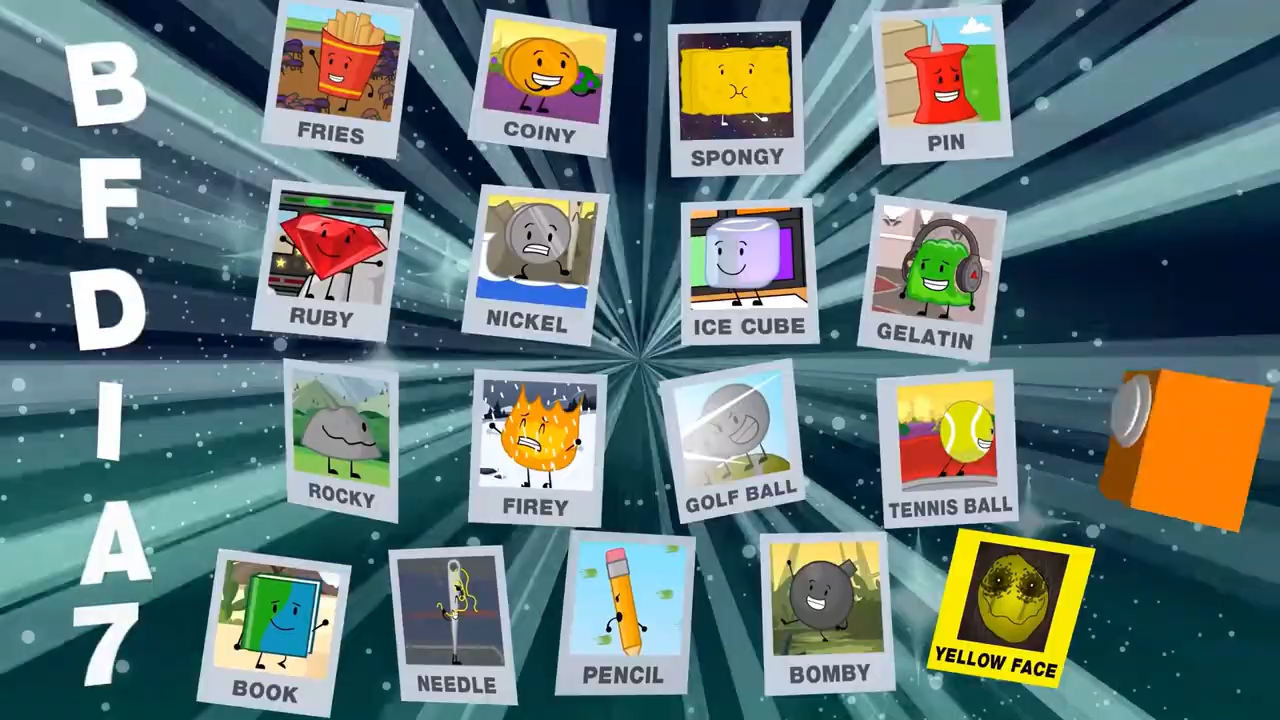 BFDIA7
FRIES
COINY
SPONGY
PIN
RUBY
NICKEL
ICE CUBE
GELATIN
ROCKY
FIREY
GOLF BALL
TENNIS BALL
BOOK
NEEDLE
PENCIL
BOMBY
YELLOW FACE